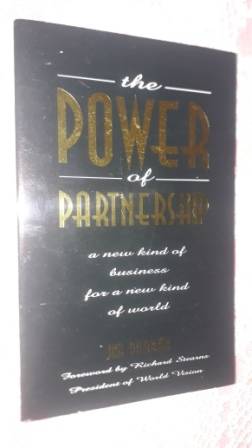 the
POWER
of
PARTNERSHIP
a new kind of
business
for a new kind
of world
Foreword by Richard Stearns
President of World Vision